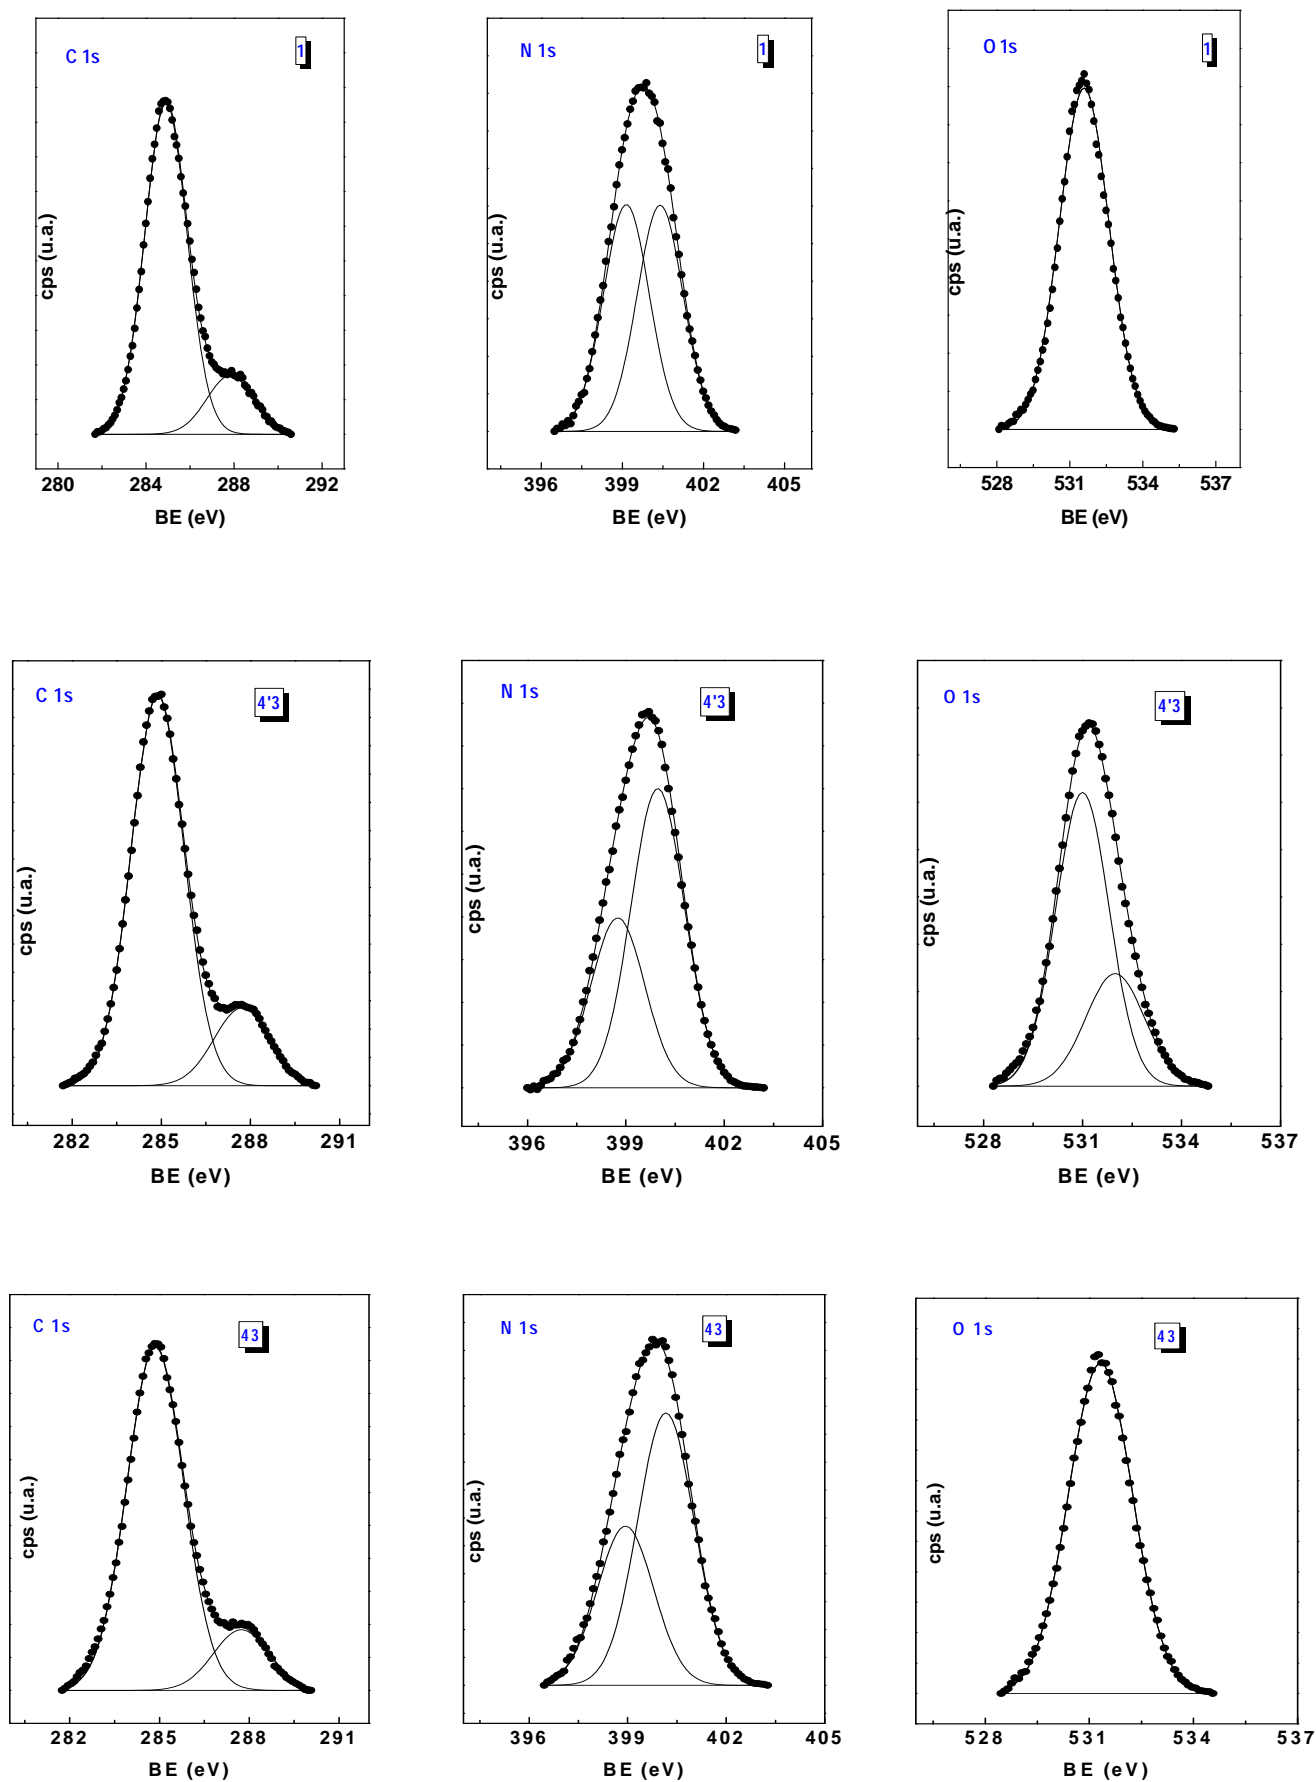 C 1s 1
cps (u.a.)
280 284 288 292
BE (eV)
N 1s 1
cps (u.a.)
396 399 402 405
BE (eV)
O 1s 1
cps (u.a.)
528 531 534 537
BE (eV)
C 1s 4'3
cps (u.a.)
282 285 288 291
BE (eV)
N 1s 4'3
cps (u.a.)
396 399 402 405
BE (eV)
O 1s 4'3
cps (u.a.)
528 531 534 537
BE (eV)
C 1s 43
cps (u.a.)
282 285 288 291
BE (eV)
N 1s 43
cps (u.a.)
396 399 402 405
BE (eV)
O 1s 43
cps (u.a.)
528 531 534 537
BE (eV)